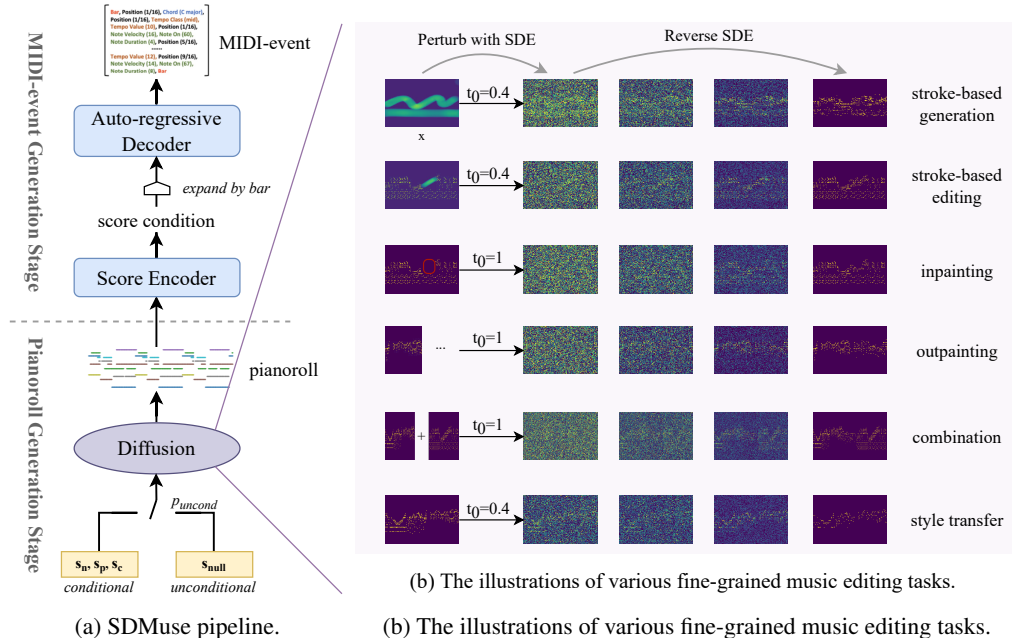 Bar, Position (1/16), Chord (C major),
Position (1/16), Tempo Class (mid),
Tempo Value (10), Position (1/16),
Note Velocity (16), Note On (60),
Note Duration (4), Position (5/16),
......
Tempo Value (12), Position (9/16),
Note Velocity (14), Note On (67),
Note Duration (8), Bar
MIDI-event
Auto-regressive
Decoder
expand by bar
score condition
Score Encoder
MIDI-event Generation Stage
pianoroll
Diffusion
Puncond
sn, sp, sc
conditional
snull
unconditional
Pianoroll Generation Stage
(a) SDMuse pipeline.
Perturb with SDE
Reverse SDE
t0=0.4
x
stroke-based
generation
t0=0.4
stroke-based
editing
t0=1
inpainting
...
t0=1
outpainting
+
t0=1
combination
t0=0.4
style transfer
(b) The illustrations of various fine-grained music editing tasks.
(b) The illustrations of various fine-grained music editing tasks.